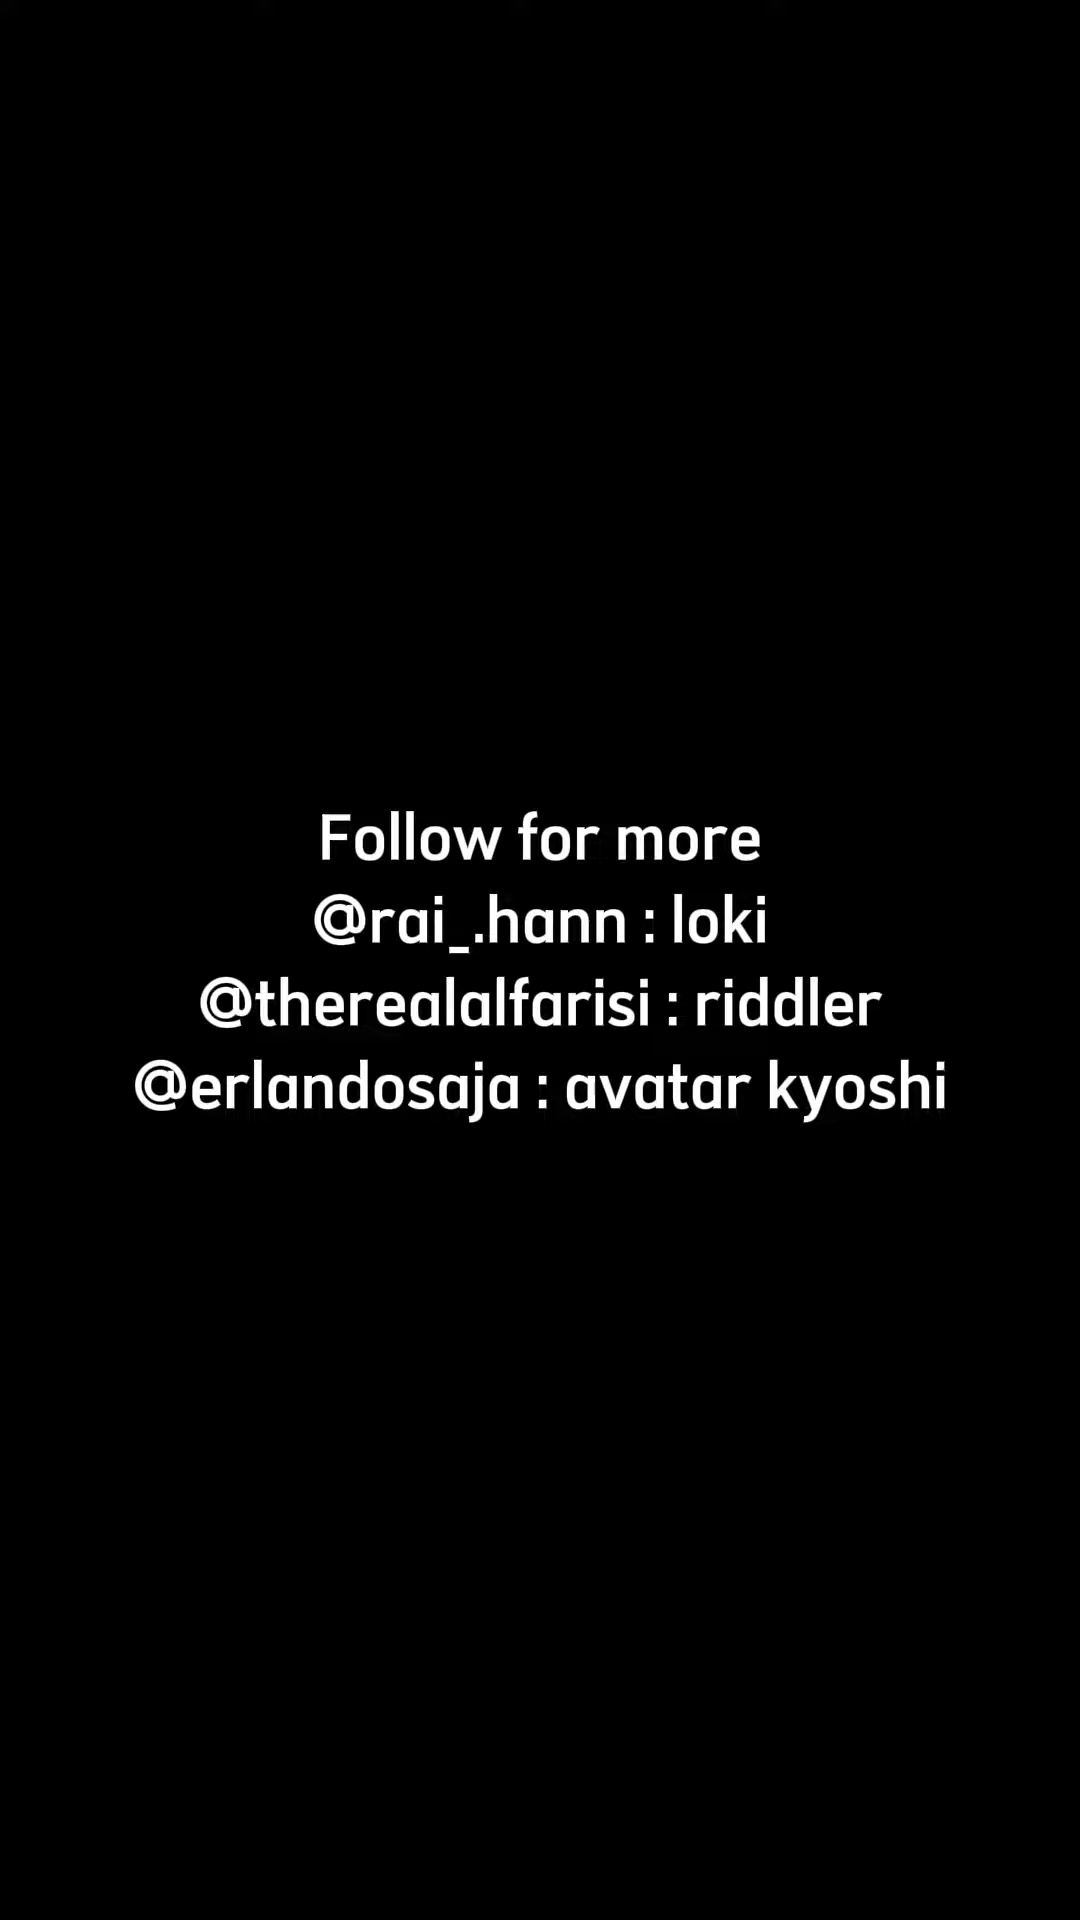 Follow for more
@rai_.hann : loki
@therealalfarisi : riddler
@erlandosaja : avatar kyoshi